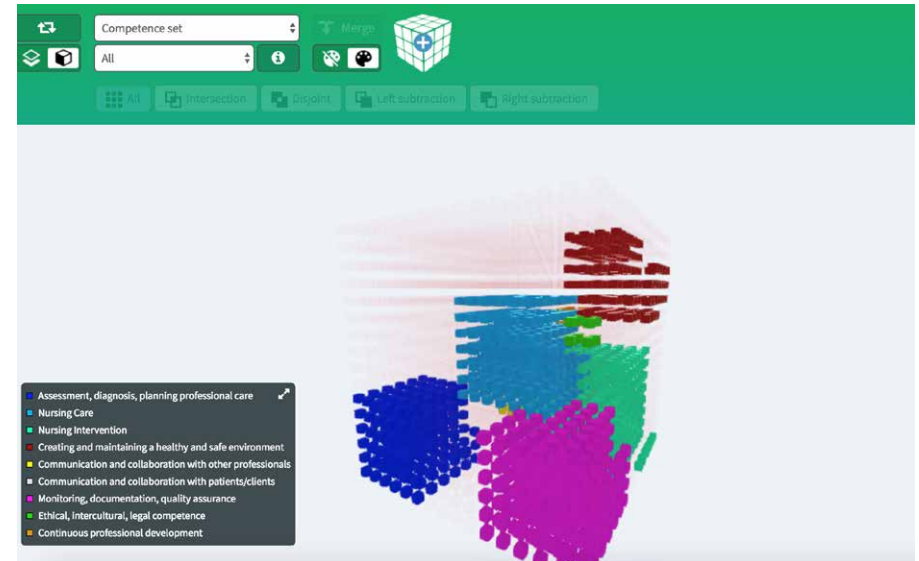 Competence set
Merge
All
All
Intersection
Disjoint
Left subtraction
Right subtraction
Assessment, diagnosis, planning professional care
Nursing Care
Nursing Intervention
Creating and maintaining a healthy and safe environment
Communication and collaboration with other professionals
Communication and collaboration with patients/clients
Monitoring, documentation, quality assurance
Ethical, intercultural, legal competence
Continuous professional development